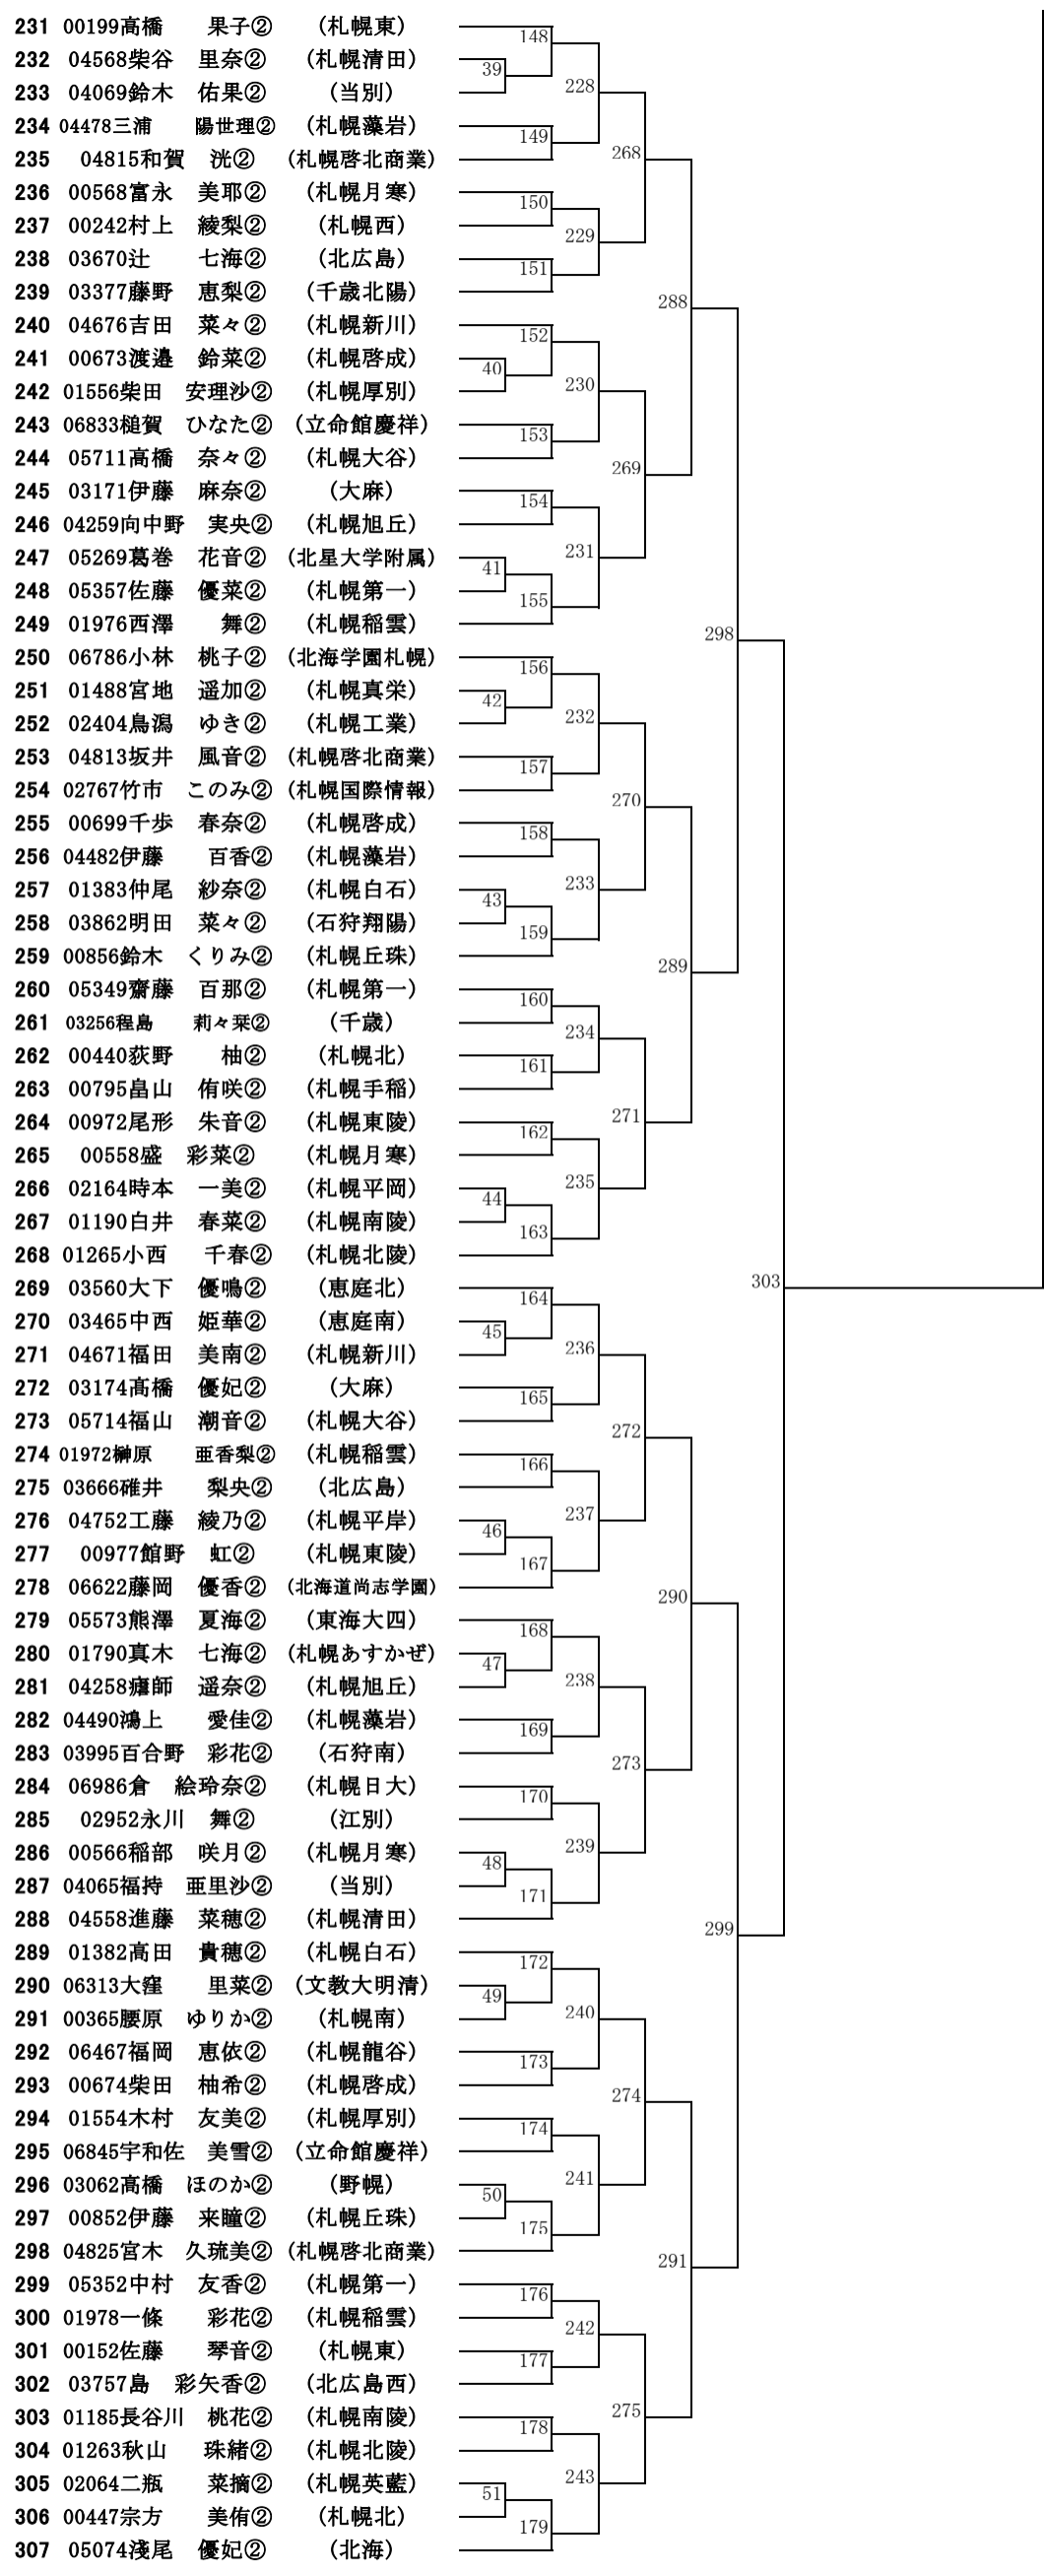 231 00199高橋　果子② (札幌東)
232 04568柴谷　里奈② (札幌清田)
233 04069鈴木　佑果② (当別)
234 04478三浦　陽世理② (札幌藻岩)
235 04815和賀　洸② (札幌啓北商業)
236 00568富永　美耶② (札幌月寒)
237 00242村上　綾梨② (札幌西)
238 03670辻　七海② (北広島)
239 03377藤野　恵梨② (千歳北陽)
240 04676吉田　菜々② (札幌新川)
241 00673渡邉　鈴菜② (札幌啓成)
242 01556柴田　安理沙② (札幌厚別)
243 06833槌賀　ひなた② (立命館慶祥)
244 05711高橋　奈々② (札幌大谷)
245 03171伊藤　麻奈② (大麻)
246 04259向中野　実央② (札幌旭丘)
247 05269葛巻　花音② (北星大学附属)
248 05357佐藤　優菜② (札幌第一)
249 01976西澤　舞② (札幌稲雲)
250 06786小林　桃子② (北海学園札幌)
251 01488宮地　遥加② (札幌真栄)
252 02404鳥潟　ゆき② (札幌工業)
253 04813坂井　風音② (札幌啓北商業)
254 02767竹市　このみ② (札幌国際情報)
255 00699千歩　春奈② (札幌啓成)
256 04482伊藤　百香② (札幌藻岩)
257 01383仲尾　紗奈② (札幌白石)
258 03862明田　菜々② (石狩翔陽)
259 00856鈴木　くりみ② (札幌丘珠)
260 05349齋藤　百那② (札幌第一)
261 03256程島　莉々栞② (千歳)
262 00440荻野　柚② (札幌北)
263 00795畠山　侑咲② (札幌手稲)
264 00972尾形　朱音② (札幌東陵)
265 00558盛　彩菜② (札幌月寒)
266 02164時本　一美② (札幌平岡)
267 01190白井　春菜② (札幌南陵)
268 01265小西　千春② (札幌北陵)
269 03560大下　優鳴② (恵庭北)
270 03465中西　姫華② (恵庭南)
271 04671福田　美南② (札幌新川)
272 03174髙橋　優妃② (大麻)
273 05714福山　潮音② (札幌大谷)
274 01972榊原　亜香梨② (札幌稲雲)
275 03666碓井　梨央② (北広島)
276 04752工藤　綾乃② (札幌平岸)
277 00977館野　虹② (札幌東陵)
278 06622藤岡　優香② (北海道尚志学園)
279 05573熊澤　夏海② (東海大四)
280 01790真木　七海② (札幌あすかぜ)
281 04258師　遥奈② (札幌旭丘)
282 04490鴻上　愛佳② (札幌藻岩)
283 03995百合野　彩花② (石狩南)
284 06986倉　絵玲奈② (札幌日大)
285 02952永川　舞② (江別)
286 00566稲部　咲月② (札幌月寒)
287 04065福持　亜里沙② (当別)
288 04558進藤　菜穂② (札幌清田)
289 01382高田　貴穂② (札幌白石)
290 06313大窪　里菜② (文教大明清)
291 00365腰原　ゆりか② (札幌南)
292 06467福岡　恵依② (札幌龍谷)
293 00674柴田　柚希② (札幌啓成)
294 01554木村　友美② (札幌厚別)
295 06845宇和佐　美雪② (立命館慶祥)
296 03062高橋　ほのか② (野幌)
297 00852伊藤　来瞳② (札幌丘珠)
298 04825宮木　久琉美② (札幌啓北商業)
299 05352中村　友香② (札幌第一)
300 01978一條　彩花② (札幌稲雲)
301 00152佐藤　琴音② (札幌東)
302 03757島　彩矢香② (北広島西)
303 01185長谷川　桃花② (札幌南陵)
304 01263秋山　珠緒② (札幌北陵)
305 02064二瓶　菜摘② (札幌英藍)
306 00447宗方　美侑② (札幌北)
307 05074淺尾　優妃② (北海)
39
40
41
42
43
44
45
46
47
48
49
50
51
148
149
150
151
152
153
154
155
156
157
158
159
160
161
162
163
164
165
166
167
168
169
170
171
172
173
174
175
176
177
178
179
228
229
230
231
232
233
234
235
236
237
238
239
240
241
242
243
268
269
270
271
272
273
274
275
288
289
290
291
298
299
303